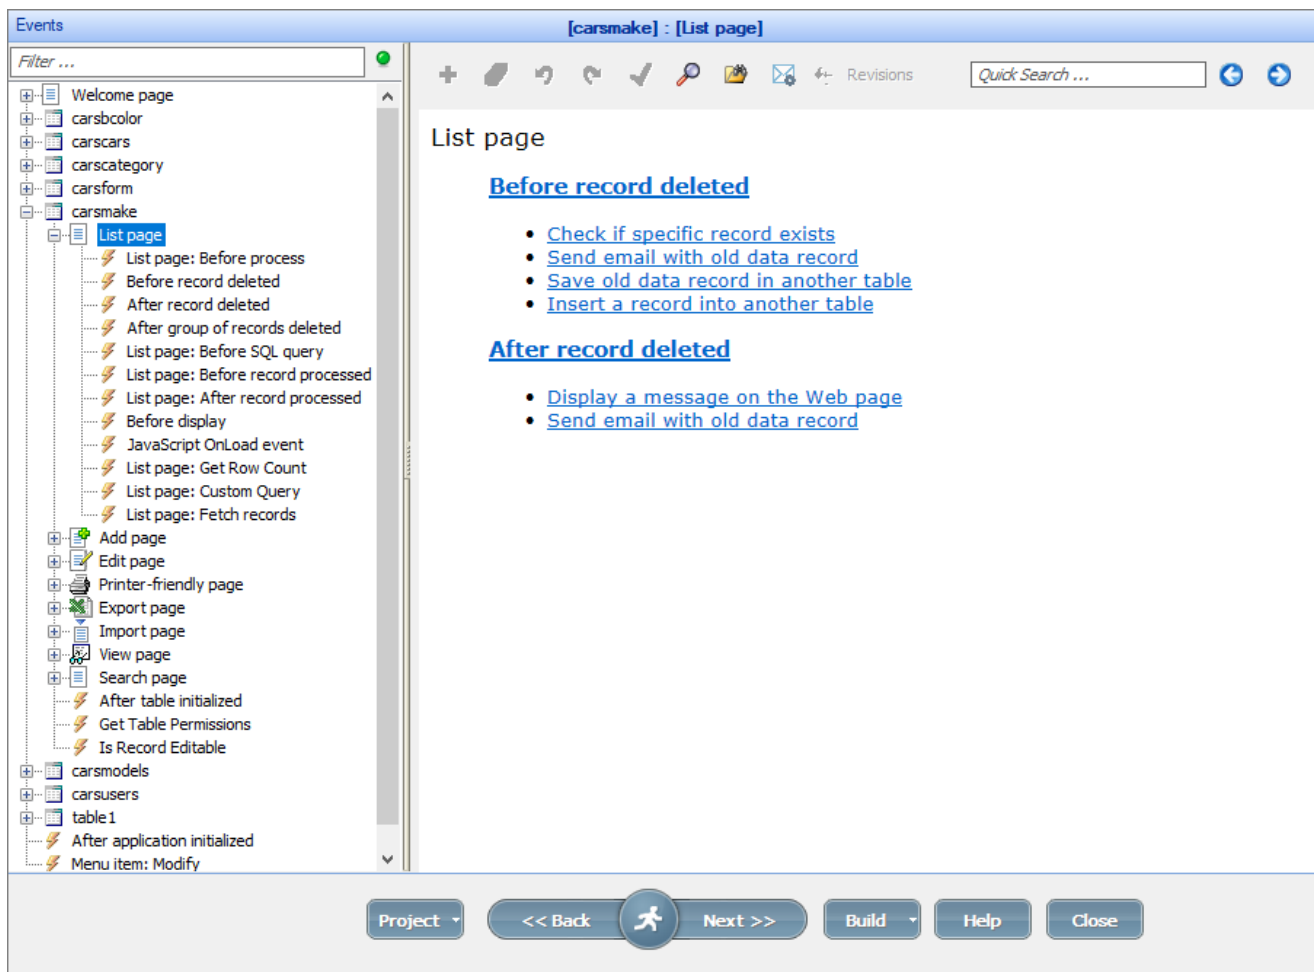 Events
[carsmake] : [List page]
Filter ...
Revisions
Quick Search ...
Welcome page
carsbcolor
carscars
carscategory
carsform
carsmake
List page
List page: Before process
Before record deleted
After record deleted
After group of records deleted
List page: Before SQL query
List page: Before record processed
List page: After record processed
Before display
JavaScript OnLoad event
List page: Get Row Count
List page: Custom Query
List page: Fetch records
Add page
Edit page
Printer-friendly page
Export page
Import page
View page
Search page
After table initialized
Get Table Permissions
Is Record Editable
carsmodels
carsusers
table1
After application initialized
Menu item: Modify
List page
Before record deleted
Check if specific record exists
Send email with old data record
Save old data record in another table
Insert a record into another table
After record deleted
Display a message on the Web page
Send email with old data record
Project
<< Back
Next >>
Build
Help
Close